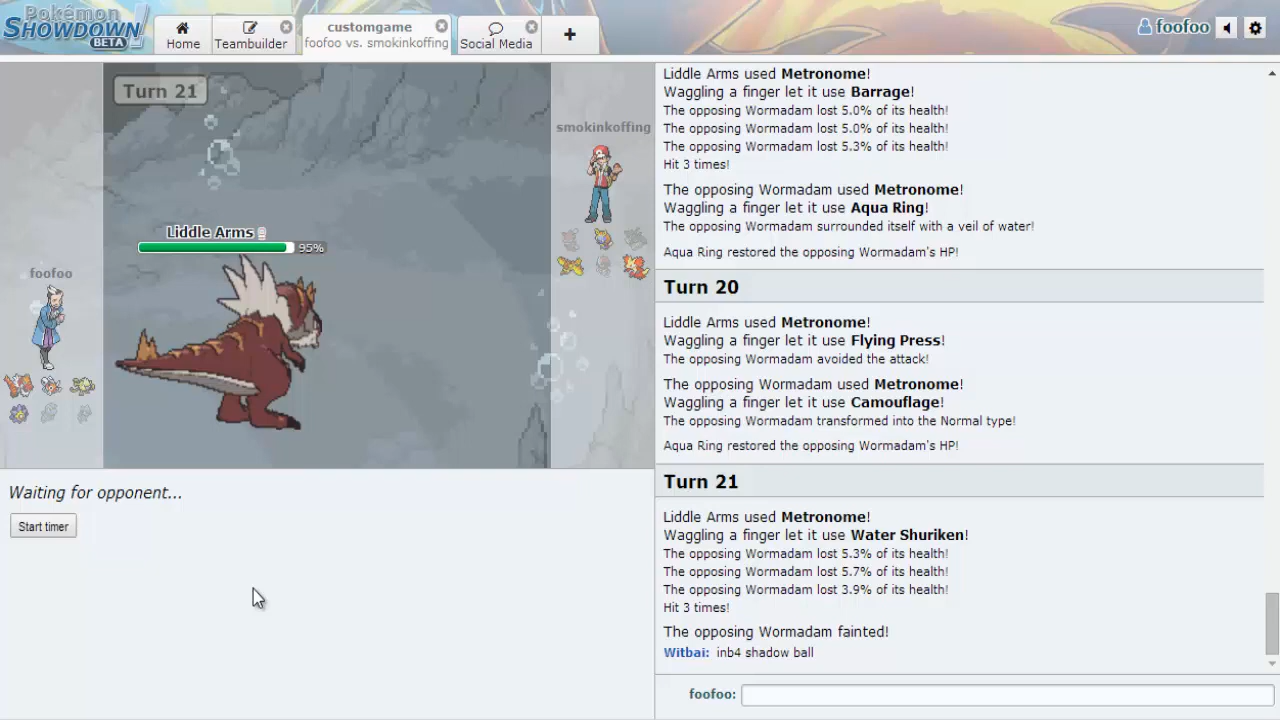 Pokémon
SHOWDOWN!
BETA
Home
Teambuilder
customgame
foofoo vs. smokinkoffing
Social Media
+
foofoo
Turn 21
smokinkoffing
Liddle Arms
95%
foofoo
Waiting for opponent...
Start timer
Liddle Arms used Metronome!
Waggling a finger let it use Barrage!
The opposing Wormadam lost 5.0% of its health!
The opposing Wormadam lost 5.0% of its health!
The opposing Wormadam lost 5.3% of its health!
Hit 3 times!
The opposing Wormadam used Metronome!
Waggling a finger let it use Aqua Ring!
The opposing Wormadam surrounded itself with a veil of water!
Aqua Ring restored the opposing Wormadam's HP!
Turn 20
Liddle Arms used Metronome!
Waggling a finger let it use Flying Press!
The opposing Wormadam avoided the attack!
The opposing Wormadam used Metronome!
Waggling a finger let it use Camouflage!
The opposing Wormadam transformed into the Normal type!
Aqua Ring restored the opposing Wormadam's HP!
Turn 21
Liddle Arms used Metronome!
Waggling a finger let it use Water Shuriken!
The opposing Wormadam lost 5.3% of its health!
The opposing Wormadam lost 5.7% of its health!
The opposing Wormadam lost 3.9% of its health!
Hit 3 times!
The opposing Wormadam fainted!
Witbai: inb4 shadow ball
foofoo: